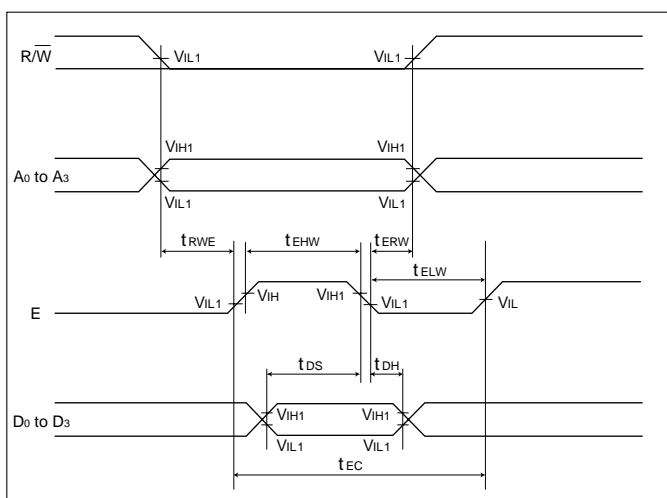 R/W̅ VIL1 VIL1
VIH1 VIH1
A0 to A3
VIL1 VIL1
tRWE tEHW tERW
tELW
VIL1 VIH VIH1 VIL1 VIL
E
tDS tDH
VIH1 VIH1
D0 to D3
VIL1 VIL1
tEC